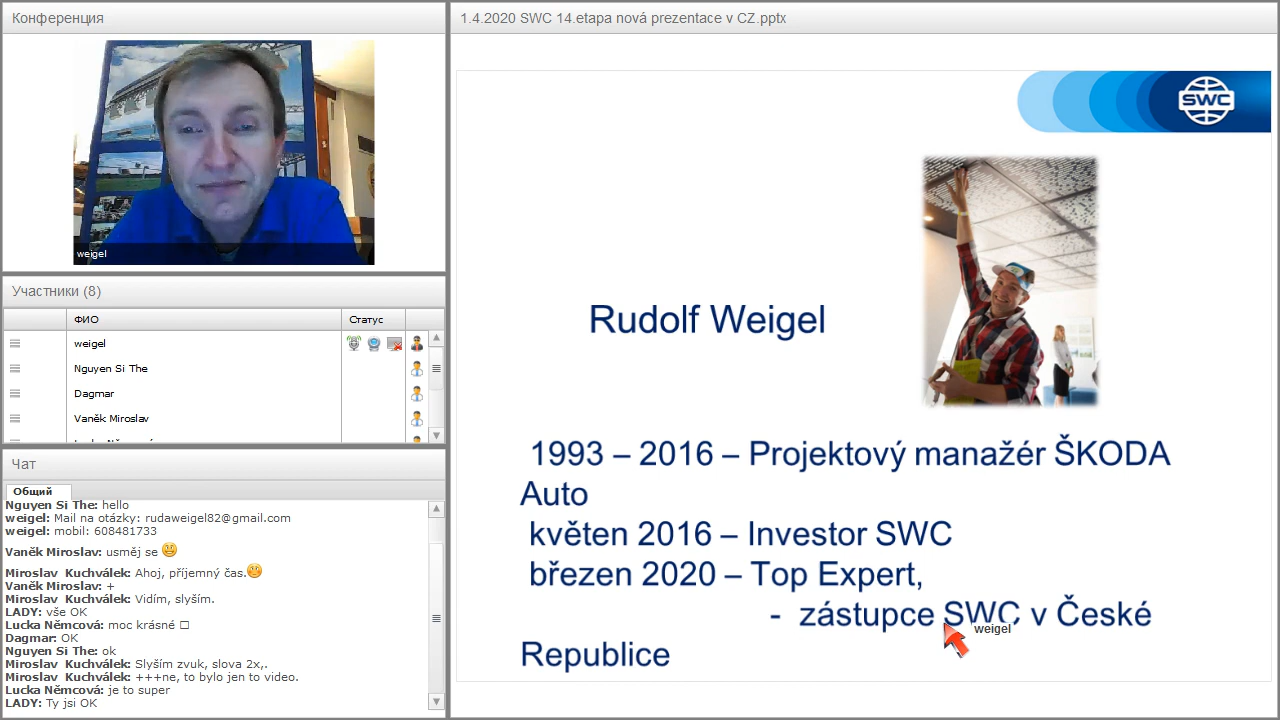 Конференция
weigel
Участники (8)
ФИО
Статус
weigel
Nguyen Si The
Dagmar
Vaněk Miroslav
Чат
Общий
Nguyen Si The: hello
weigel: Mail na otázky: rudaweigel82@gmail.com
weigel: mobil: 608481733
Vaněk Miroslav: usměj se
Miroslav Kuchválek: Ahoj, příjemný čas.
Vaněk Miroslav: +
Miroslav Kuchválek: Vidím, slyším.
LADY: vše OK
Lucka Němcová: moc krásné □
Dagmar: OK
Nguyen Si The: ok
Miroslav Kuchválek: Slyším zvuk, slova 2x,.
Miroslav Kuchválek: +++ne, to bylo jen to video.
Lucka Němcová: je to super
LADY: Ty jsi OK
1.4.2020 SWC 14.etapa nová prezentace v CZ.pptx
SWC
Rudolf Weigel
1993 – 2016 – Projektový manažér ŠKODA
Auto
květen 2016 – Investor SWC
březen 2020 – Top Expert,
- zástupce SWC v České
Republice
weigel